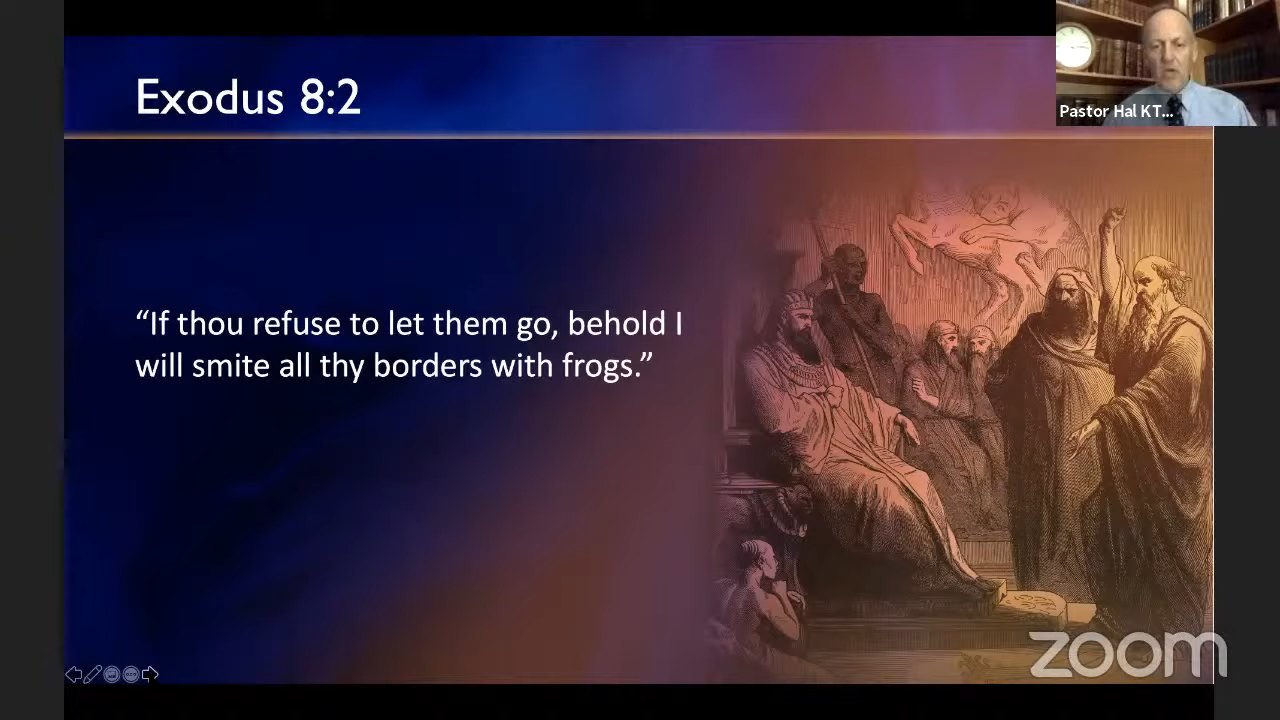 Exodus 8:2
Pastor Hal KT...
“If thou refuse to let them go, behold I
will smite all thy borders with frogs.”
zoom